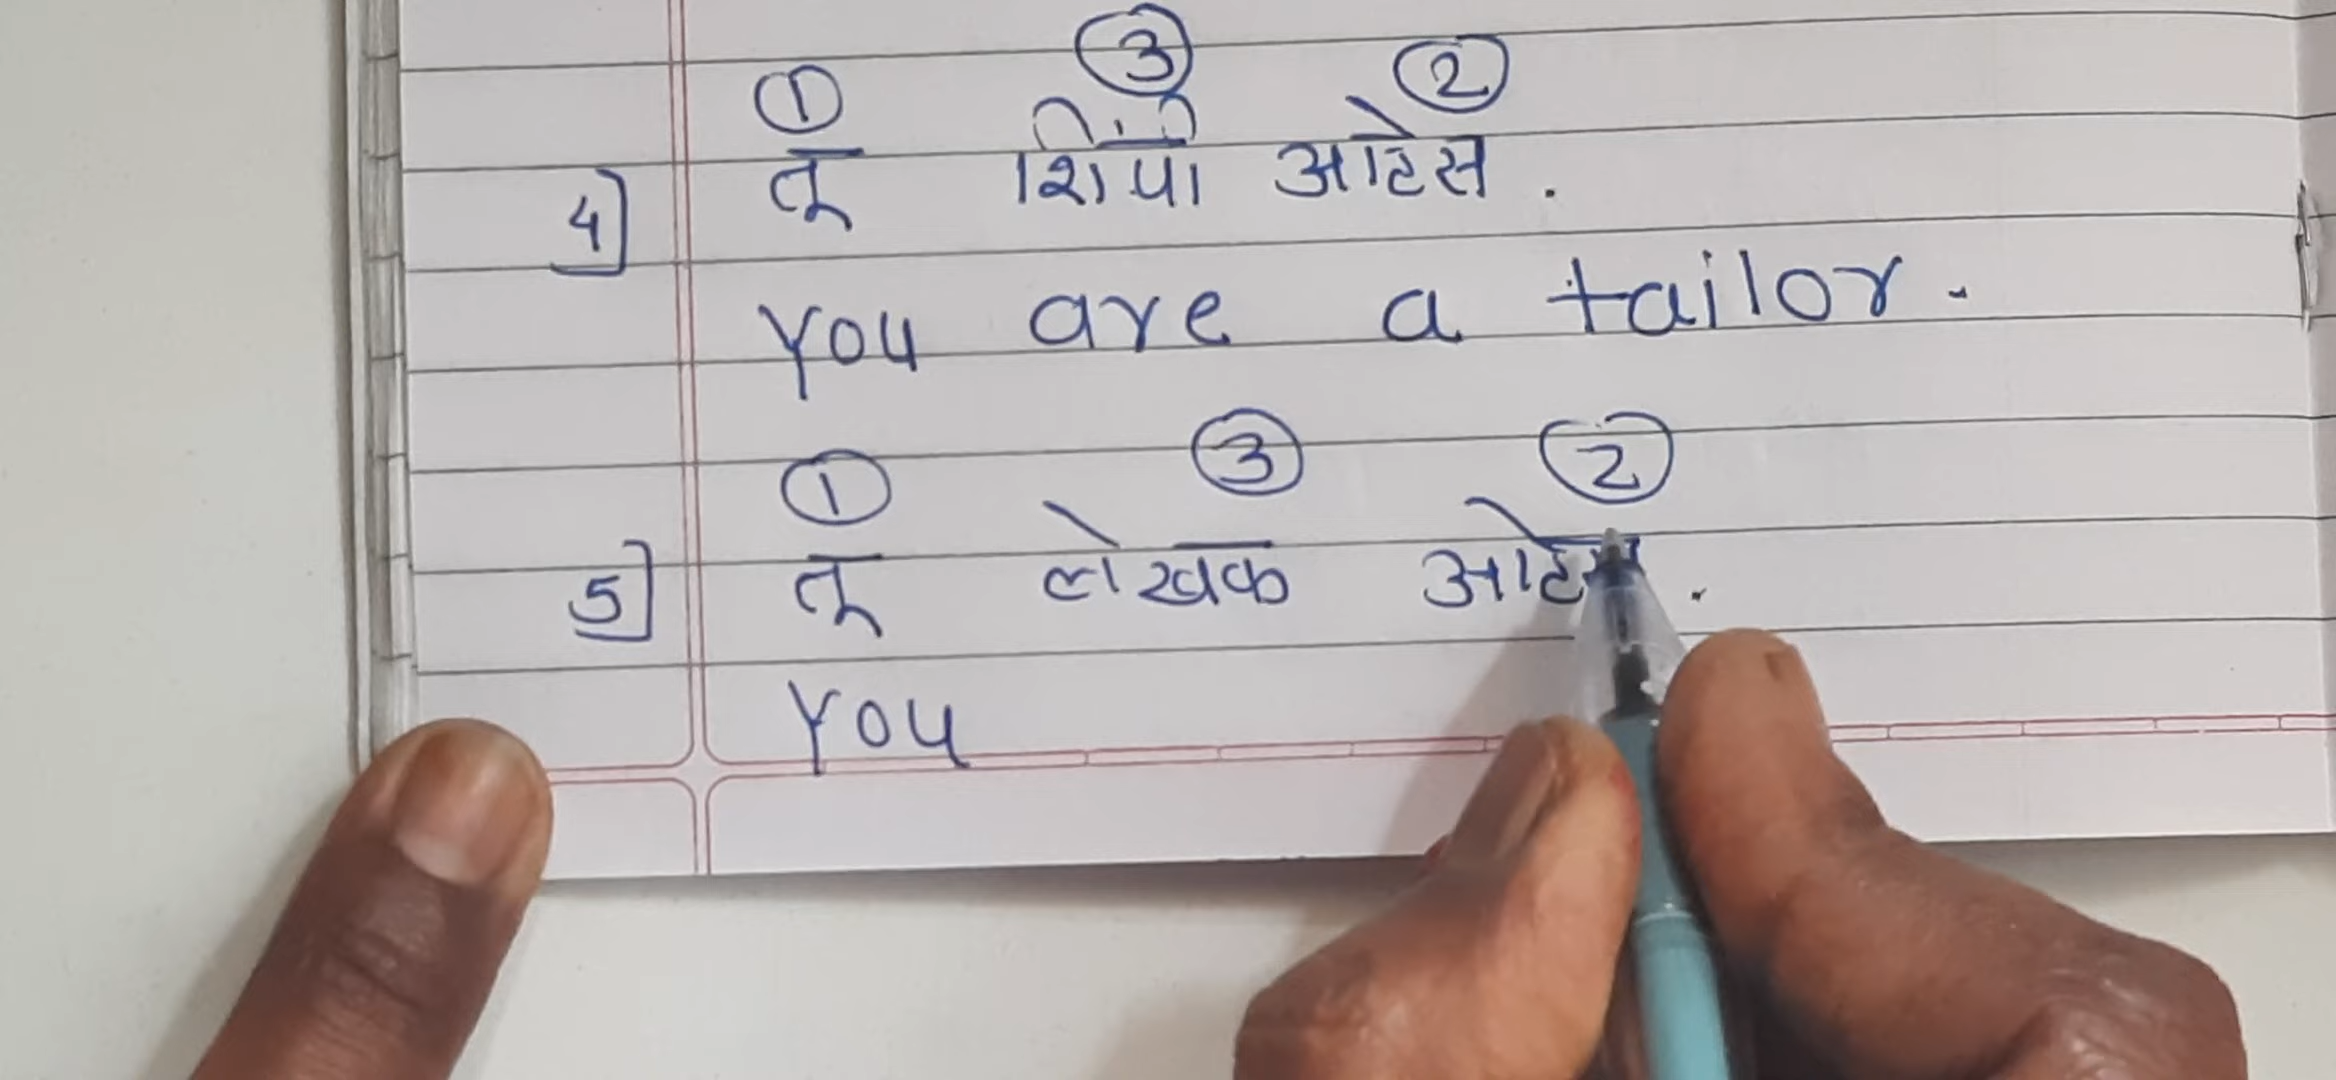 ① ③ ②
4] तू शिंपी आहेस .
You are a tailor .
① ③ ②
5] तू लेखक आहेस .
You